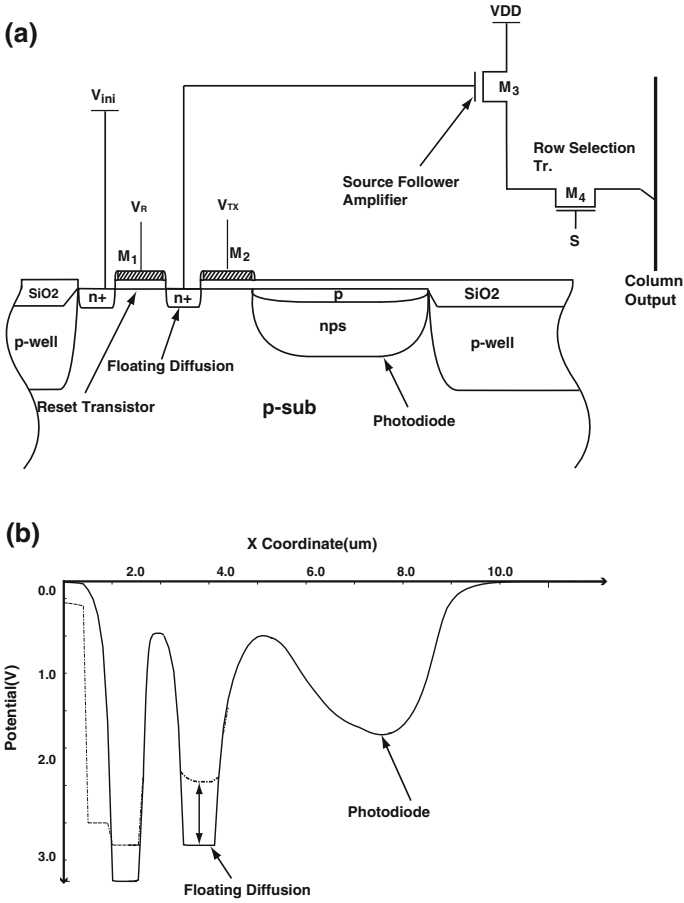 (a)
VDD
Vini
M3
VR
VTX
Row Selection
Tr.
Source Follower
Amplifier
M4
M1
M2
S
Column
Output
SiO2
n+
n+
p
SiO2
nps
p-well
p-well
Floating Diffusion
Reset Transistor
p-sub
Photodiode
(b)
X Coordinate(um)
2.0 4.0 6.0 8.0 10.0
0.0
1.0
2.0
3.0
Potential(V)
Photodiode
Floating Diffusion